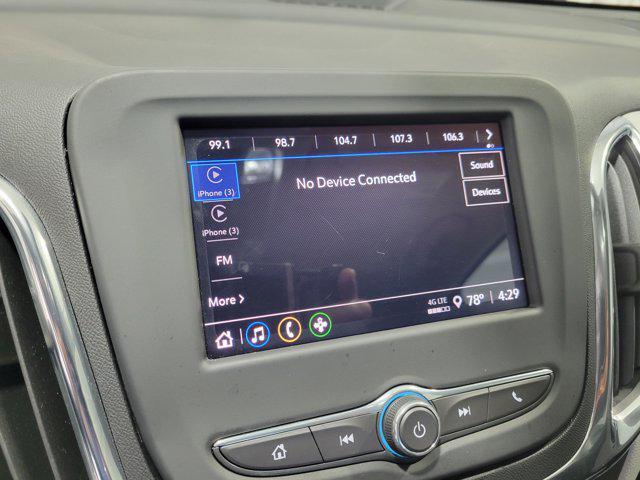 99.1 98.7 104.7 107.3 106.3
iPhone (3)
No Device Connected
Sound
Devices
iPhone (3)
FM
More
4G LTE 78° 4:29